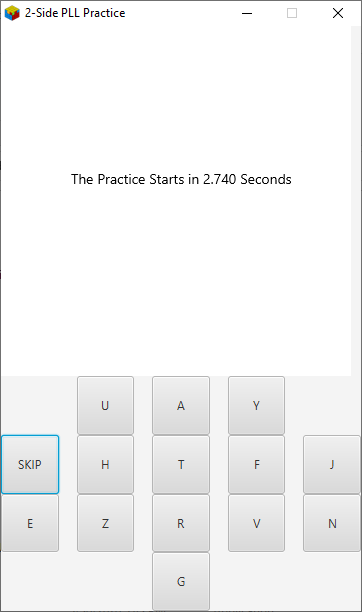 2-Side PLL Practice
The Practice Starts in 2.740 Seconds
U A Y
SKIP H T F J
E Z R V N
G